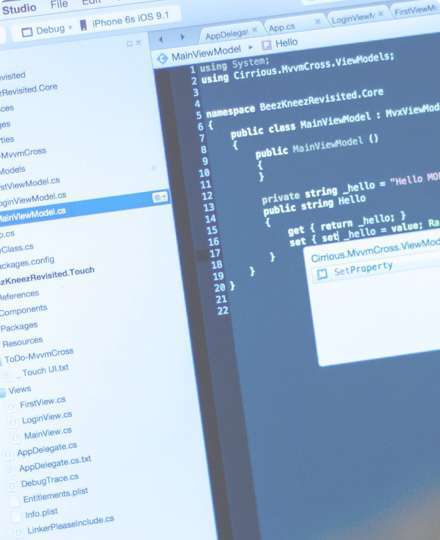 Studio File Edit
Debug iPhone 6s iOS 9.1
AppDelegat App.cs LoginViewM FirstViewM
MainViewModel Hello
1 using System;
2 using Cirrious.MvvmCross.ViewModels;
3
4
5 namespace BeezKneezRevisited.Core
6 {
7 public class MainViewModel : MvxViewMod
8 {
9 public MainViewModel ()
10 {
11 }
12
13 private string _hello = "Hello MO
14 public string Hello
15 {
16 get { return _hello; }
17 set { set _hello = value; Ra
18 }
19 }
20 }
21
22
Cirrious.MvvmCross.ViewMod
SetProperty
evisited
zRevisited.Core
ces
ges
ties
-MvvmCross
Models
rstViewModel.cs
oginViewModel.cs
MainViewModel.cs
p.cs
gClass.cs
ackages.config
ezKneezRevisited.Touch
References
Components
Packages
Resources
ToDo-MvvmCross
_Touch UI.txt
Views
FirstView.cs
LoginView.cs
MainView.cs
AppDelegate.cs
AppDelegate.cs.txt
DebugTrace.cs
Entitlements.plist
Info.plist
LinkerPleaseInclude.cs